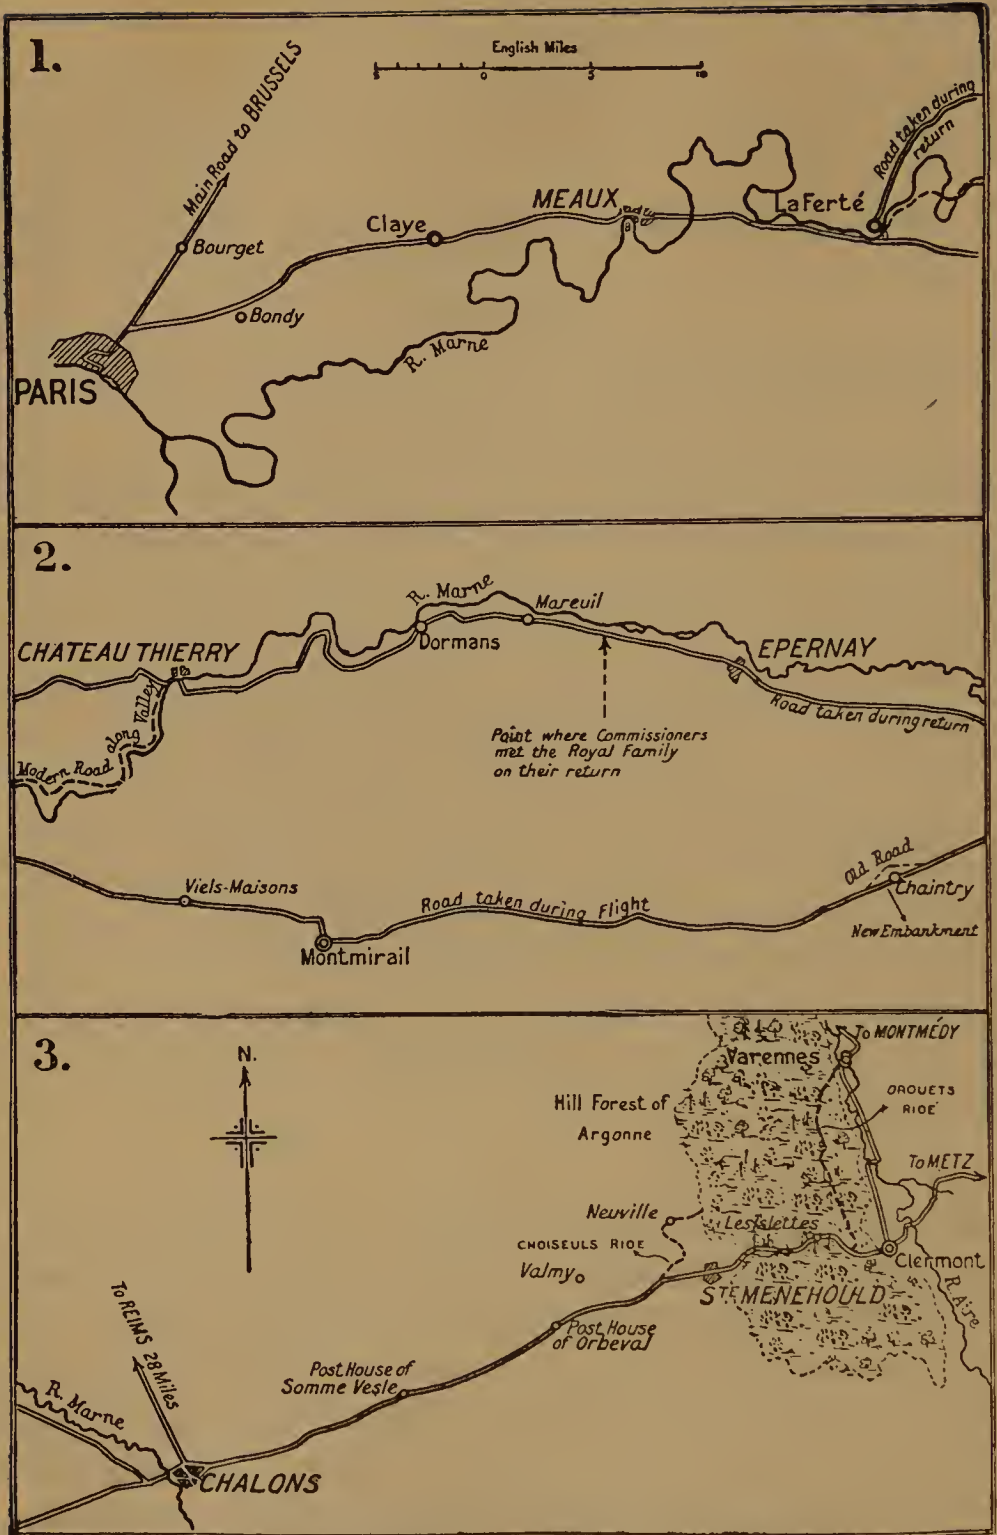 1.
English Miles
5 0 5 10
Main Road to BRUSSELS
Road taken during
return
MEAUX
La Ferté
Claye
Bourget
Bondy
R. Marne
PARIS
2.
R. Marne
Mareuil
CHATEAU THIERRY
Dormans
EPERNAY
Road taken during return
Modern Road along Valley
Point where Commissioners
met the Royal Family
on their return
Old Road
Viels-Maisons
Chaintry
Road taken during Flight
New Embankment
Montmirail
3.
N.
To MONTMÉDY
Varennes
DROUETS
RIDE
Hill Forest of
Argonne
To METZ
Neuville
Les Islettes
CHOISEULS RIDE
Valmy
Clermont
STE MENEHOULD
R. Aire
To REIMS 28 Miles
Post House
of Orbeval
Post House of
Somme Vesle
R. Marne
CHALONS